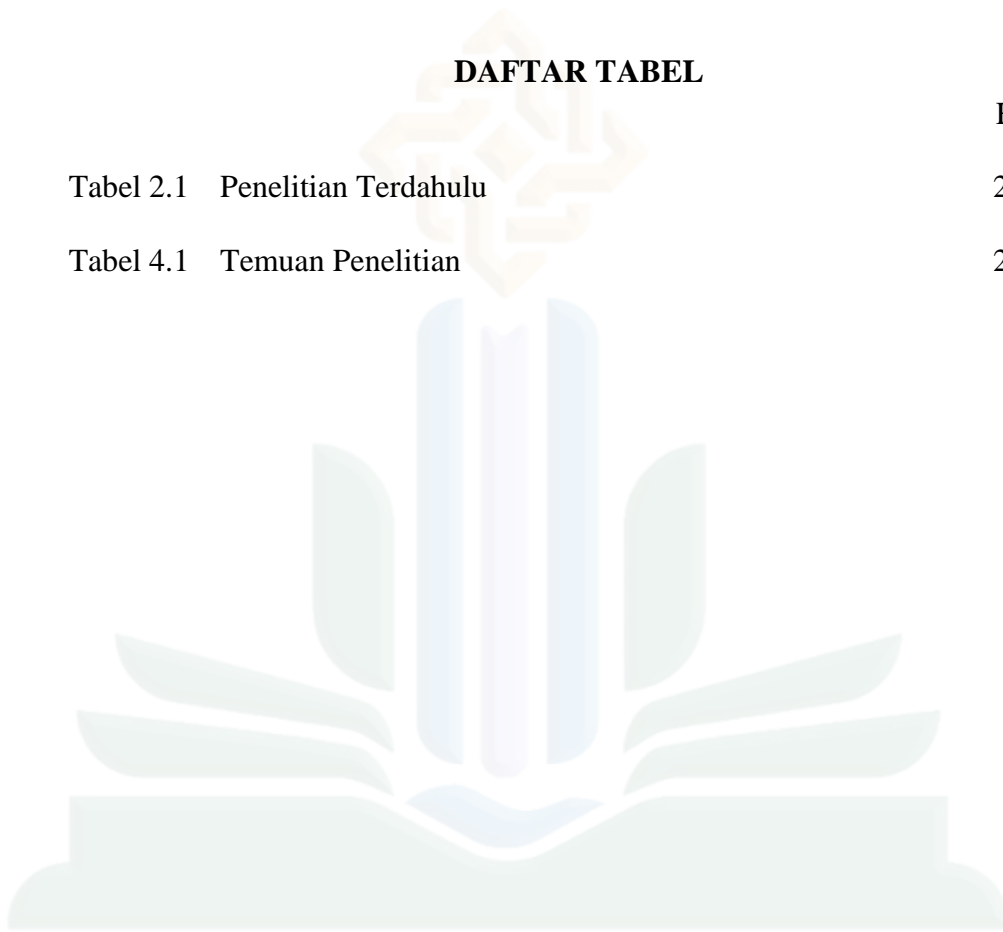 DAFTAR TABEL
Tabel 2.1 Penelitian Terdahulu
Tabel 4.1 Temuan Penelitian